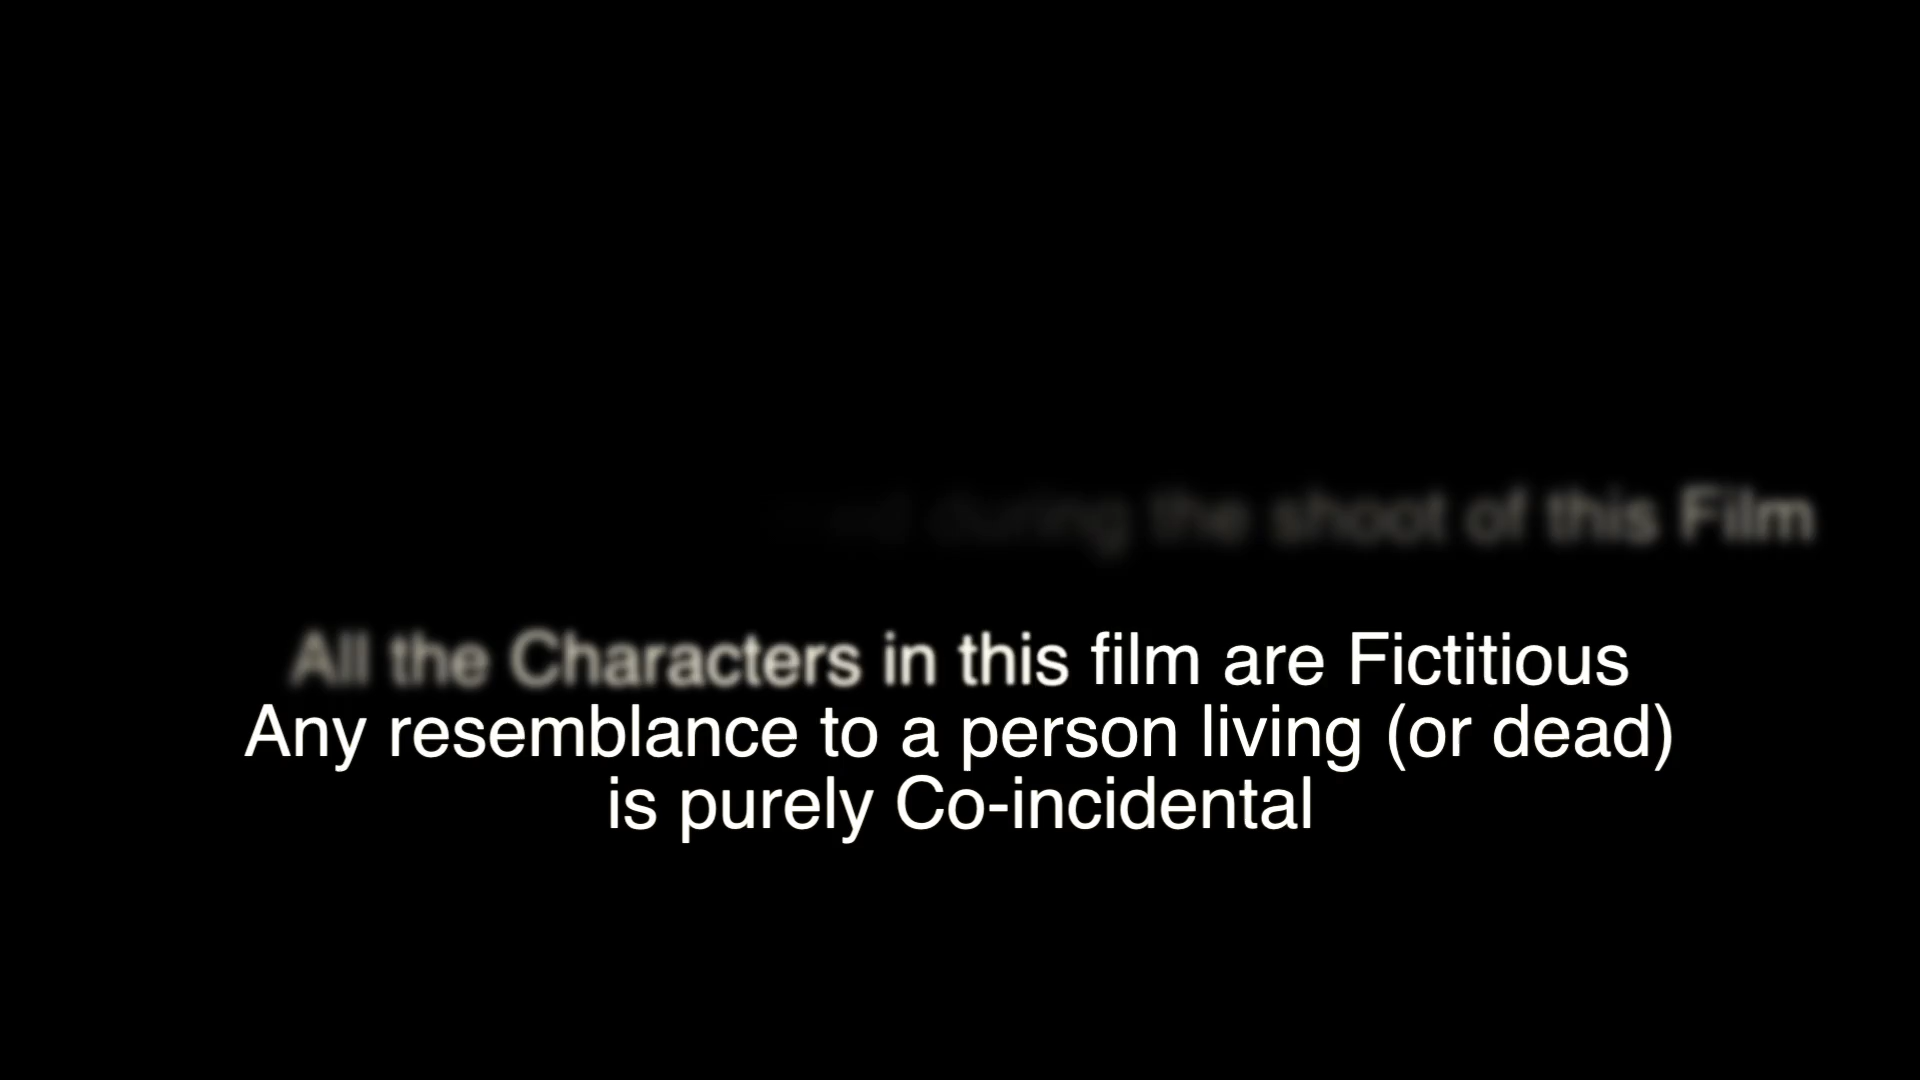 during the shoot of this Film
All the Characters in this film are Fictitious
Any resemblance to a person living (or dead)
is purely Co-incidental